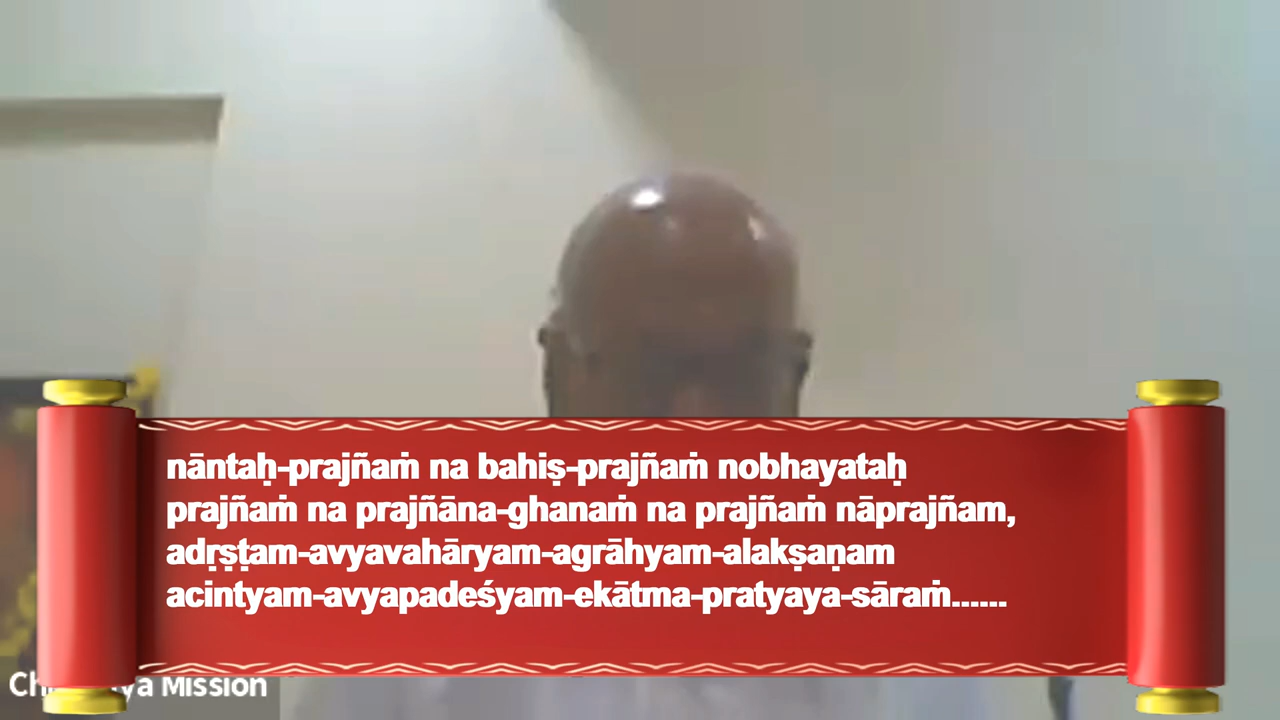 nāntaḥ-prajñaṁ na bahiṣ-prajñaṁ nobhayataḥ
prajñaṁ na prajñāna-ghanaṁ na prajñaṁ nāprajñam,
adṛṣṭam-avyavahāryam-agrāhyam-alakṣaṇam
acintyam-avyapadeśyam-ekātma-pratyaya-sāraṁ......
Mission